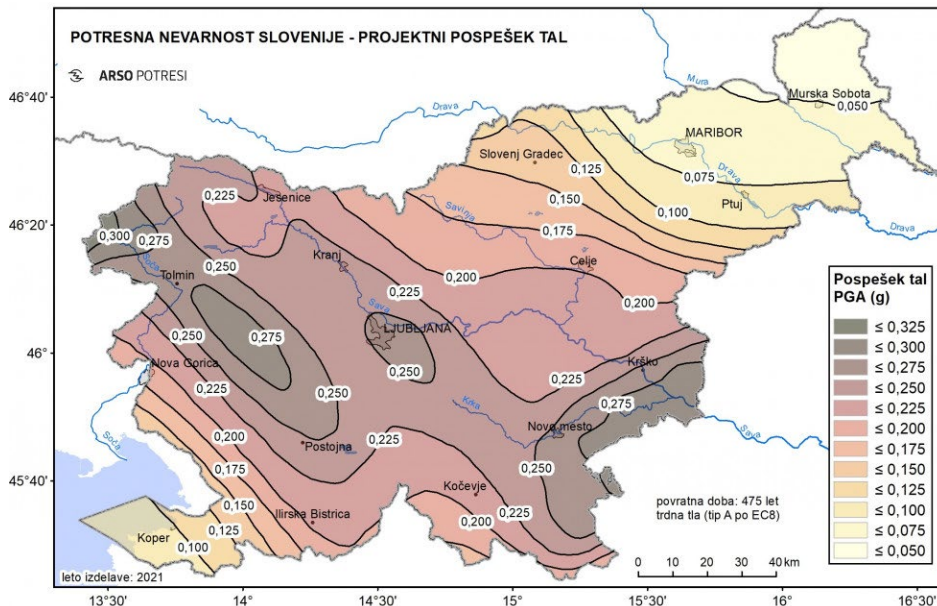 POTRESNA NEVARNOST SLOVENIJE - PROJEKTNI POSPEŠEK TAL
ARSO POTRESI
46°40'
46°20'
46°
45°40'
Mura
Murska Sobota
0,050
Drava
MARIBOR
Slovenj Gradec
0,125
0,075
Drava
Ptuj
0,150
0,100
Drava
0,225
Jesenice
Savinja
0,175
0,300
0,275
Soča
0,250
Kranj
0,200
Celje
Tolmin
0,225
0,200
Sava
LJUBLJANA
0,250
0,275
0,250
Nova Gorica
0,225
0,250
0,225
Krško
0,275
Krka
Sava
Soča
0,200
Postojna
0,225
Novo mesto
0,250
0,175
Kočevje
0,150
Ilirska Bistrica
0,200
0,225
Koper
0,125
0,100
povratna doba: 475 let
trdna tla (tip A po EC8)
0 10 20 40 km
leto izdelave: 2021
Pospešek tal
PGA (g)
≤ 0,325
≤ 0,300
≤ 0,275
≤ 0,250
≤ 0,225
≤ 0,200
≤ 0,175
≤ 0,150
≤ 0,125
≤ 0,100
≤ 0,075
≤ 0,050
13°30' 14° 14°30' 15° 15°30' 16° 16°30'